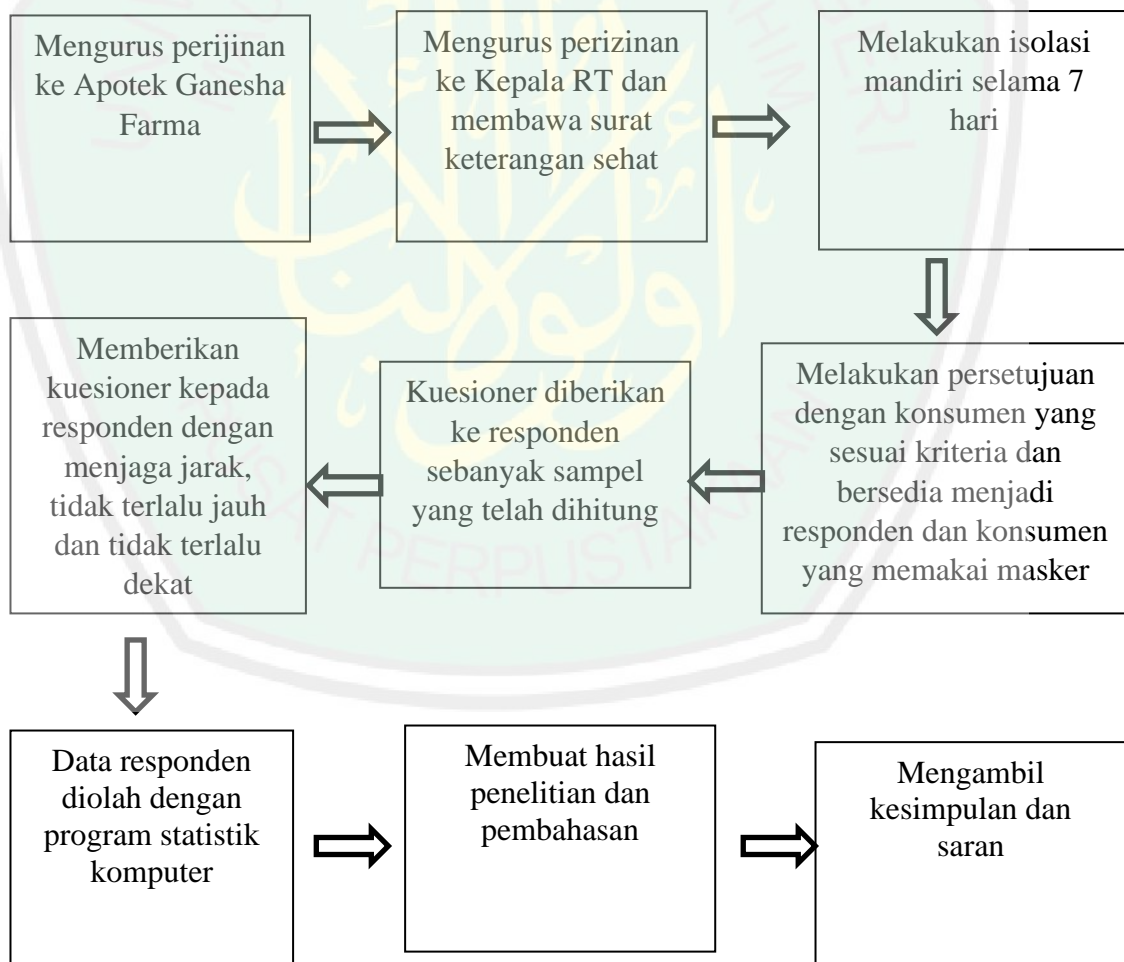 Mengurus perijinan
ke Apotek Ganesha
Farma
Mengurus perizinan
ke Kepala RT dan
membawa surat
keterangan sehat
Melakukan isolasi
mandiri selama 7
hari
Melakukan persetujuan
dengan konsumen yang
sesuai kriteria dan
bersedia menjadi
responden dan konsumen
yang memakai masker
Kuesioner diberikan
ke responden
sebanyak sampel
yang telah dihitung
Memberikan
kuesioner kepada
responden dengan
menjaga jarak,
tidak terlalu jauh
dan tidak terlalu
dekat
Data responden
diolah dengan
program statistik
komputer
Membuat hasil
penelitian dan
pembahasan
Mengambil
kesimpulan dan
saran
PUSAT PERPUSTAKAAN